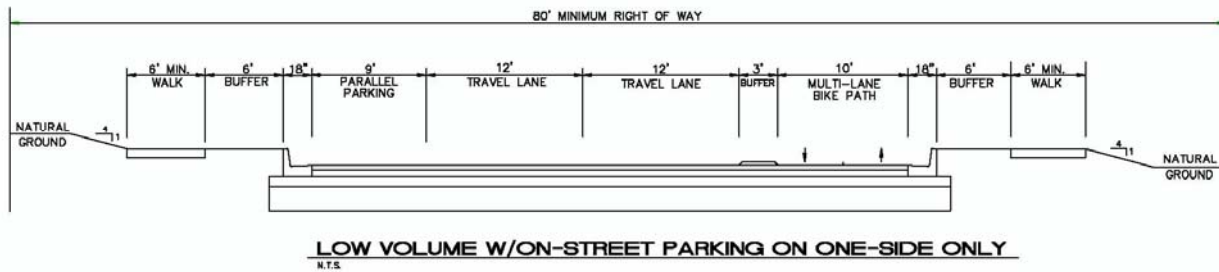 80' MINIMUM RIGHT OF WAY
6' MIN. 6' 18" 9' 12' 12' 3' 10' 18" 6' 6' MIN.
WALK BUFFER PARALLEL TRAVEL LANE TRAVEL LANE BUFFER MULTI-LANE BUFFER WALK
PARKING BIKE PATH
NATURAL 4
GROUND 1
4
1
NATURAL
GROUND
LOW VOLUME W/ON-STREET PARKING ON ONE-SIDE ONLY
N.T.S.